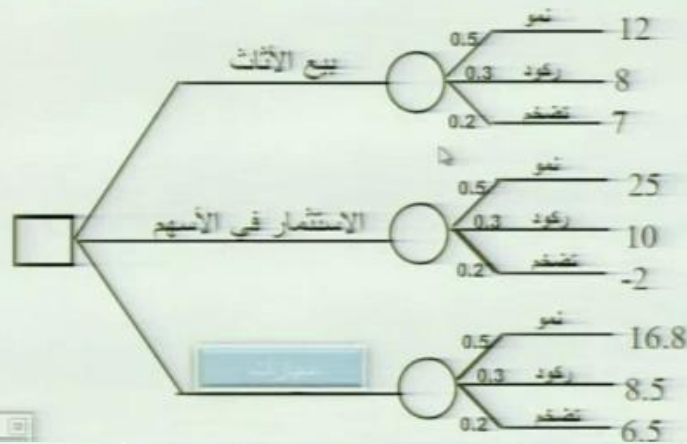 نمو
0.5
12
بيع الأثاث
0.3
ركود
8
0.2
تضخم
7
نمو
0.5
25
الاستثمار في الأسهم
0.3
ركود
10
0.2
تضخم
-2
نمو
0.5
16.8
0.3
ركود
8.5
0.2
تضخم
6.5